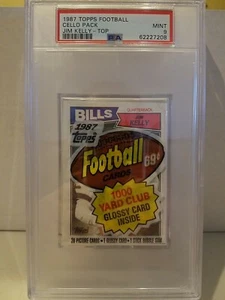 1987 TOPPS FOOTBALL
CELLO PACK
JIM KELLY-TOP
MINT
9
PSA
62227208
BILLS
QUARTERBACK
JIM
KELLY
1987
Topps
Football
69¢
CARDS
1000
YARD CLUB
GLOSSY CARD
INSIDE